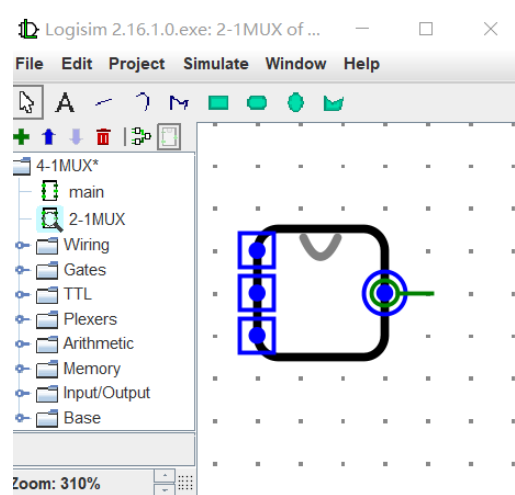 Logisim 2.16.1.0.exe: 2-1MUX of ...
File Edit Project Simulate Window Help
A
4-1MUX*
main
2-1MUX
Wiring
Gates
TTL
Plexers
Arithmetic
Memory
Input/Output
Base
Zoom: 310%